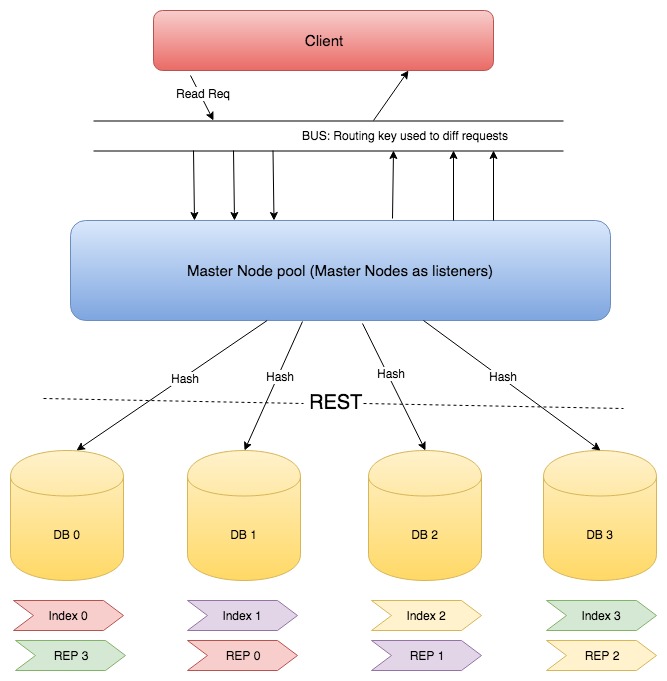 Client
Read Req
BUS: Routing key used to diff requests
Master Node pool (Master Nodes as listeners)
Hash
Hash
Hash
Hash
REST
DB 0
DB 1
DB 2
DB 3
Index 0
Index 1
Index 2
Index 3
REP 3
REP 0
REP 1
REP 2